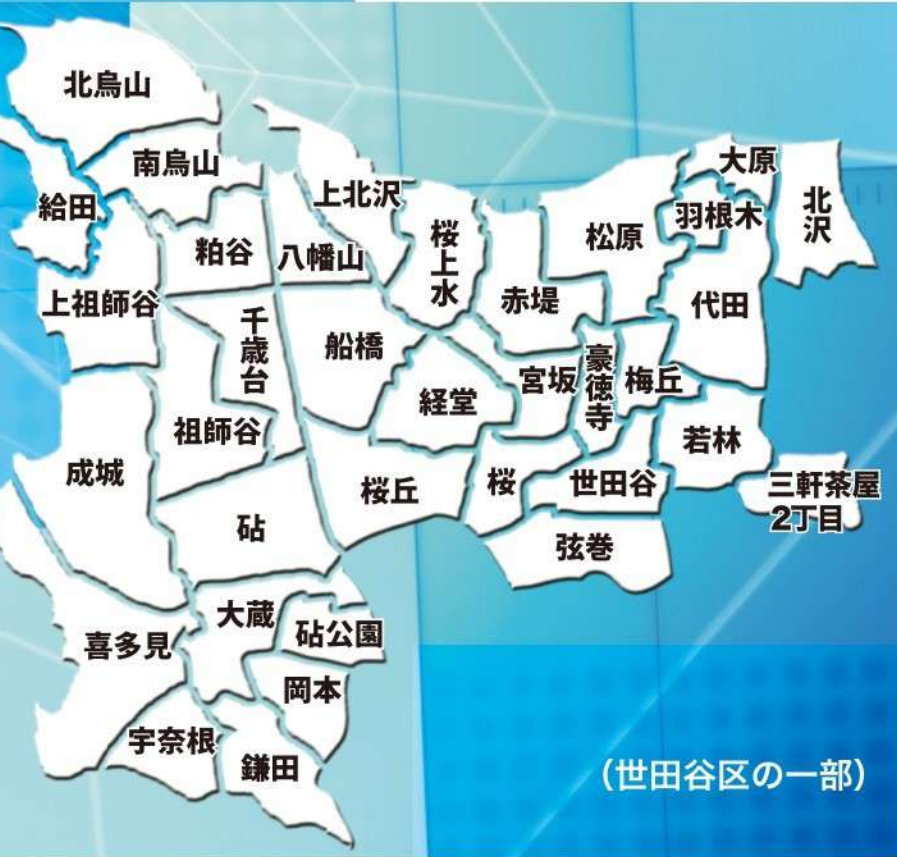 北烏山
南烏山
給田
上北沢
大原
北沢
羽根木
松原
桜上水
粕谷
八幡山
上祖師谷
千歳台
船橋
赤堤
代田
経堂
宮坂
豪徳寺
梅丘
祖師谷
若林
成城
桜丘
桜
世田谷
三軒茶屋
2丁目
砧
弦巻
大蔵
砧公園
喜多見
岡本
宇奈根
鎌田
（世田谷区の一部）